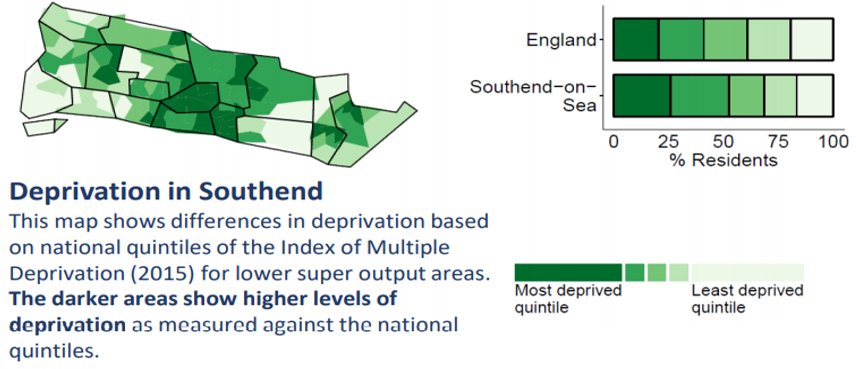 England
Southend-on-
Sea
0 25 50 75 100
% Residents
Deprivation in Southend
This map shows differences in deprivation based
on national quintiles of the Index of Multiple
Deprivation (2015) for lower super output areas.
The darker areas show higher levels of
deprivation as measured against the national
quintiles.
Most deprived
quintile
Least deprived
quintile